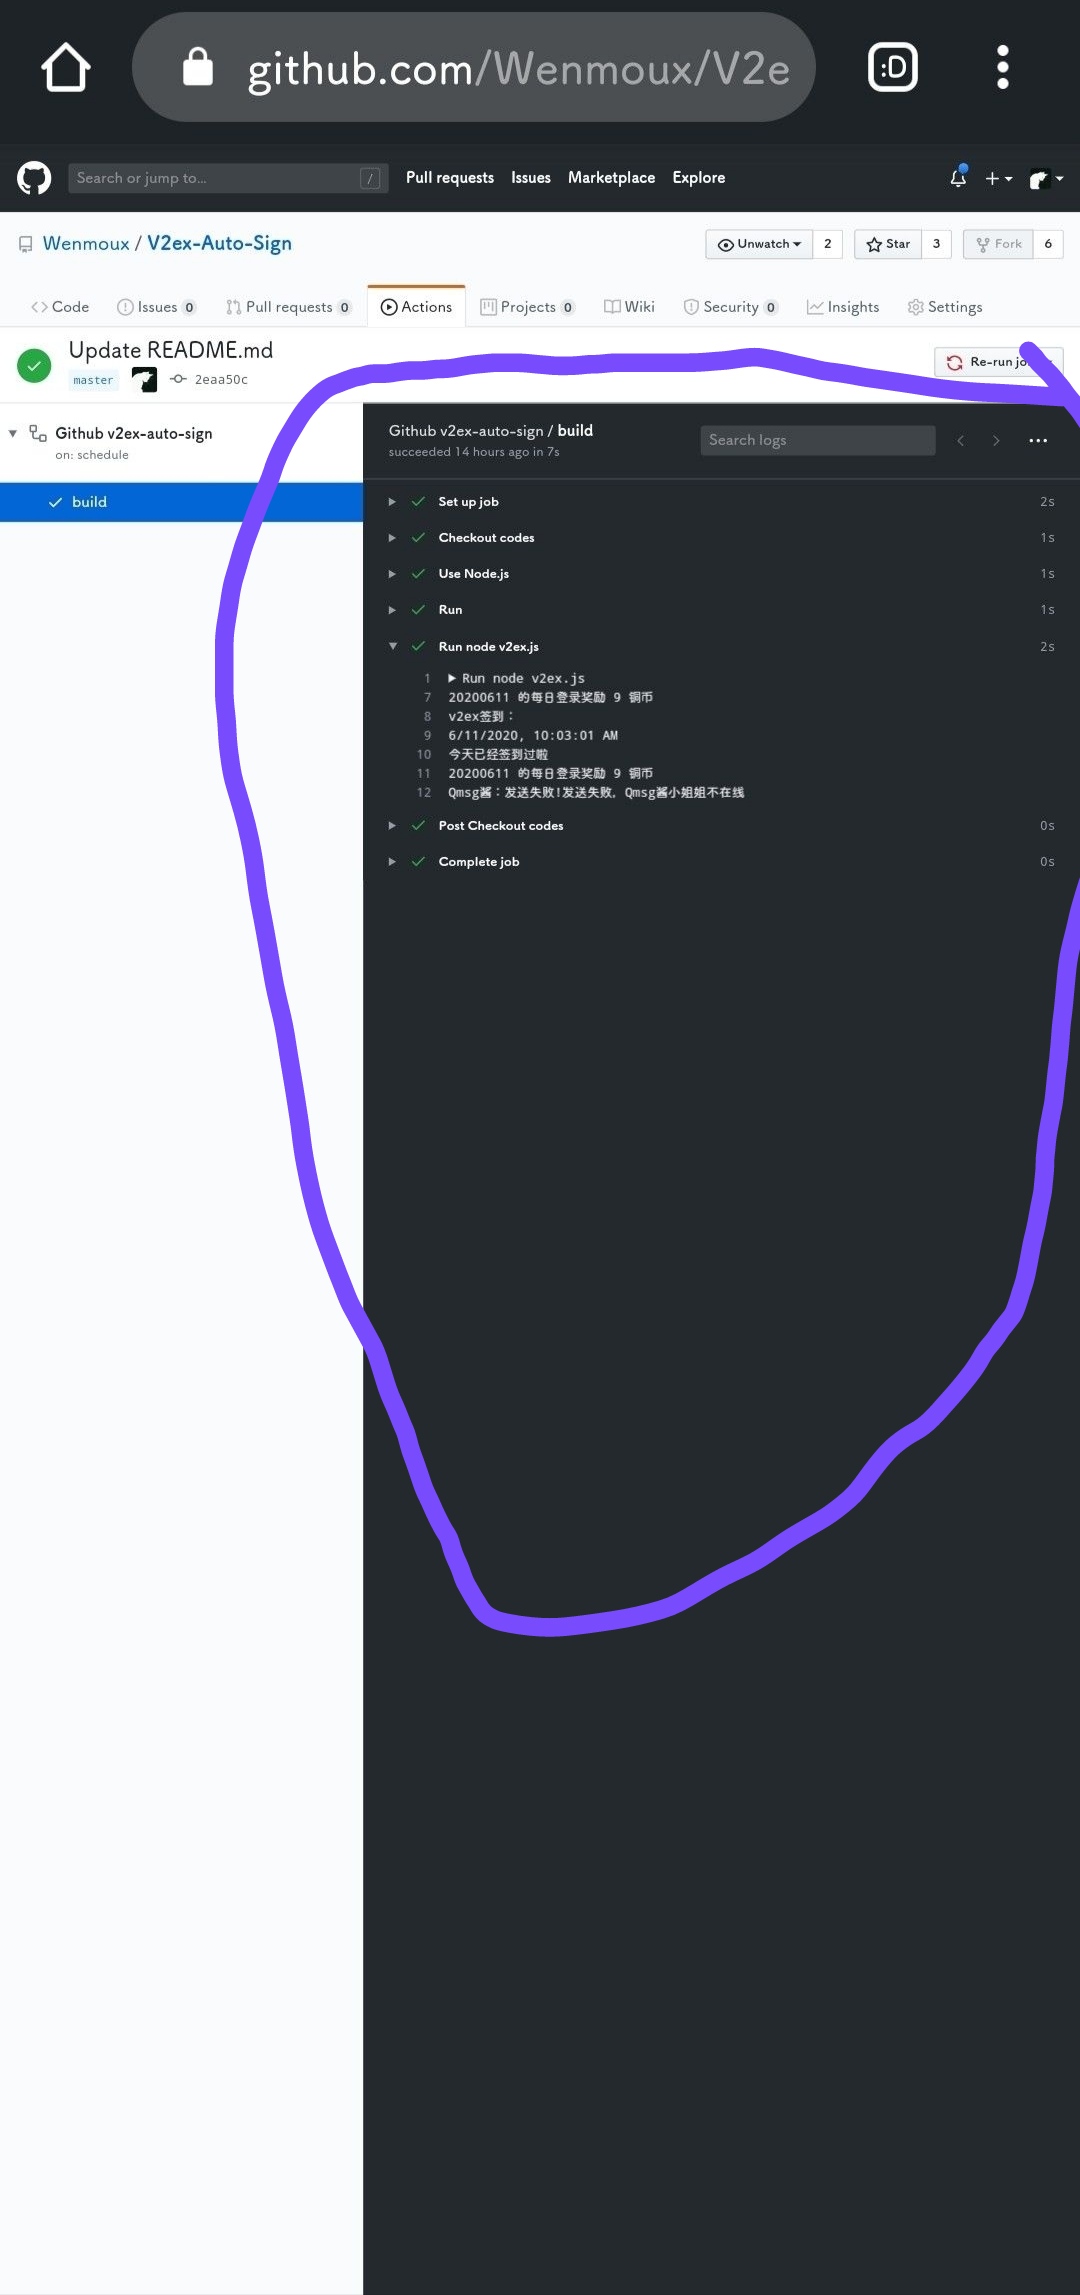 github.com/Wenmoux/V2e
:D
Search or jump to... /
Pull requests Issues Marketplace Explore
Wenmoux / V2ex-Auto-Sign
Unwatch 2 Star 3 Fork 6
Code Issues 0 Pull requests 0 Actions Projects 0 Wiki Security 0 Insights Settings
Update README.md
master 2eaa50c
Re-run jo
Github v2ex-auto-sign
on: schedule
build
Github v2ex-auto-sign / build
succeeded 14 hours ago in 7s
Search logs
Set up job 2s
Checkout codes 1s
Use Node.js 1s
Run 1s
Run node v2ex.js 2s
1 Run node v2ex.js
7 20200611 的每日登录奖励 9 铜币
8 v2ex签到：
9 6/11/2020, 10:03:01 AM
10 今天已经签到过啦
11 20200611 的每日登录奖励 9 铜币
12 Qmsg酱：发送失败!发送失败，Qmsg酱小姐姐不在线
Post Checkout codes 0s
Complete job 0s